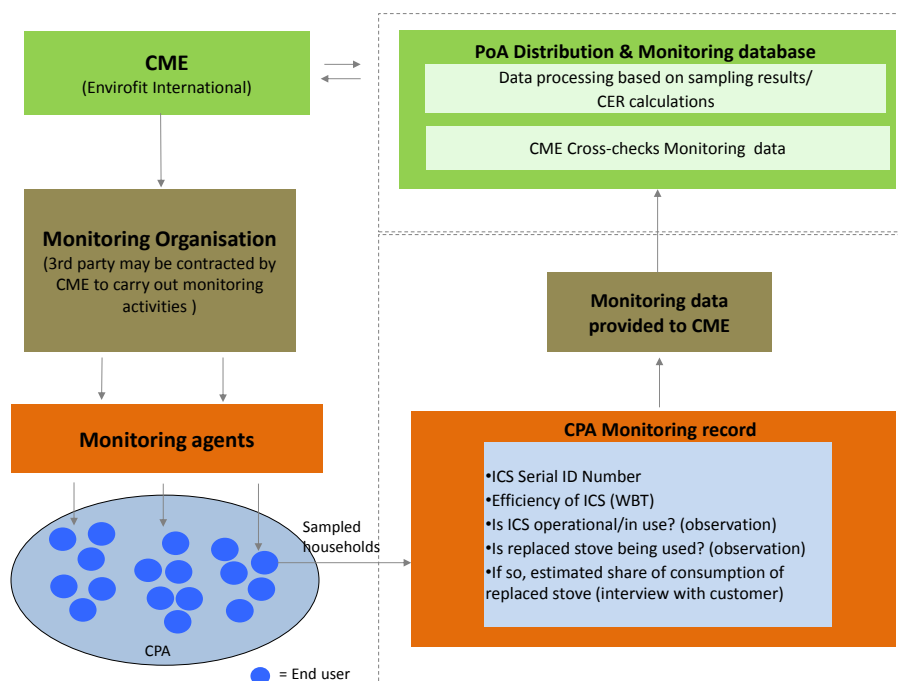 CME
(Envirofit International)
PoA Distribution & Monitoring database
Data processing based on sampling results/
CER calculations
CME Cross-checks Monitoring data
Monitoring Organisation
(3rd party may be contracted by
CME to carry out monitoring
activities )
Monitoring data
provided to CME
Monitoring agents
CPA Monitoring record
•ICS Serial ID Number
•Efficiency of ICS (WBT)
•Is ICS operational/in use? (observation)
•Is replaced stove being used? (observation)
•If so, estimated share of consumption of
replaced stove (interview with customer)
Sampled
households
CPA
= End user